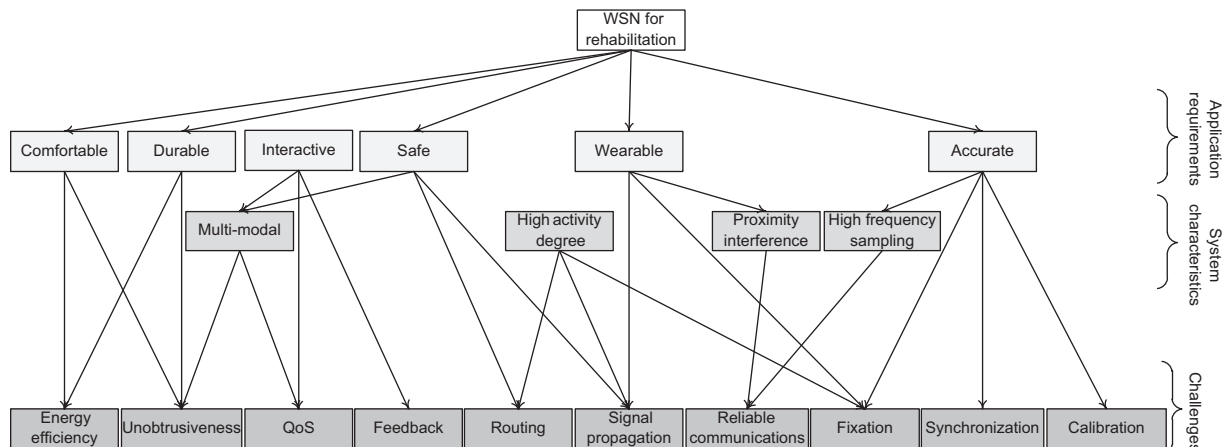 WSN for
rehabilitation
Application
requirements
Comfortable
Durable
Interactive
Safe
Wearable
Accurate
System
characteristics
Multi-modal
High activity
degree
Proximity
interference
High frequency
sampling
Challenges
Energy
efficiency
Unobtrusiveness
QoS
Feedback
Routing
Signal
propagation
Reliable
communications
Fixation
Synchronization
Calibration